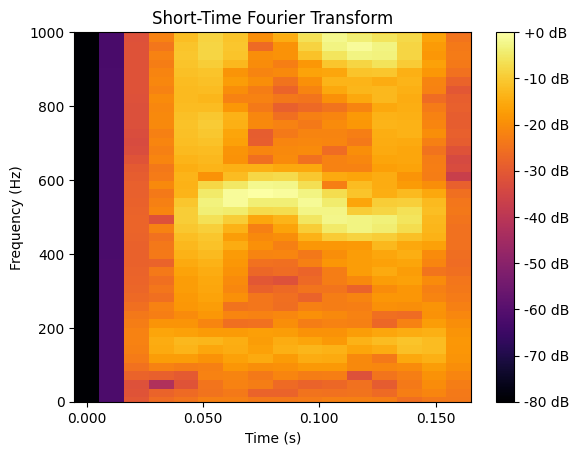 Short-Time Fourier Transform
1000
800
600
400
200
0
Frequency (Hz)
0.000
0.050
0.100
0.150
Time (s)
+0 dB
-10 dB
-20 dB
-30 dB
-40 dB
-50 dB
-60 dB
-70 dB
-80 dB